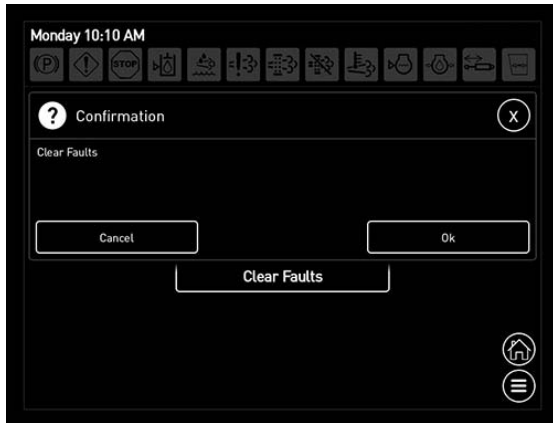 Monday 10:10 AM
(P)
STOP
? Confirmation
X
Clear Faults
Cancel
Ok
Clear Faults